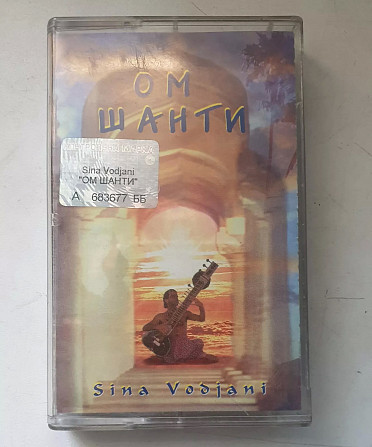 ОМ
ШАНТИ
Sina Vodjani
"ОМ ШАНТИ"
А 683677 ББ
Sina Vodjani